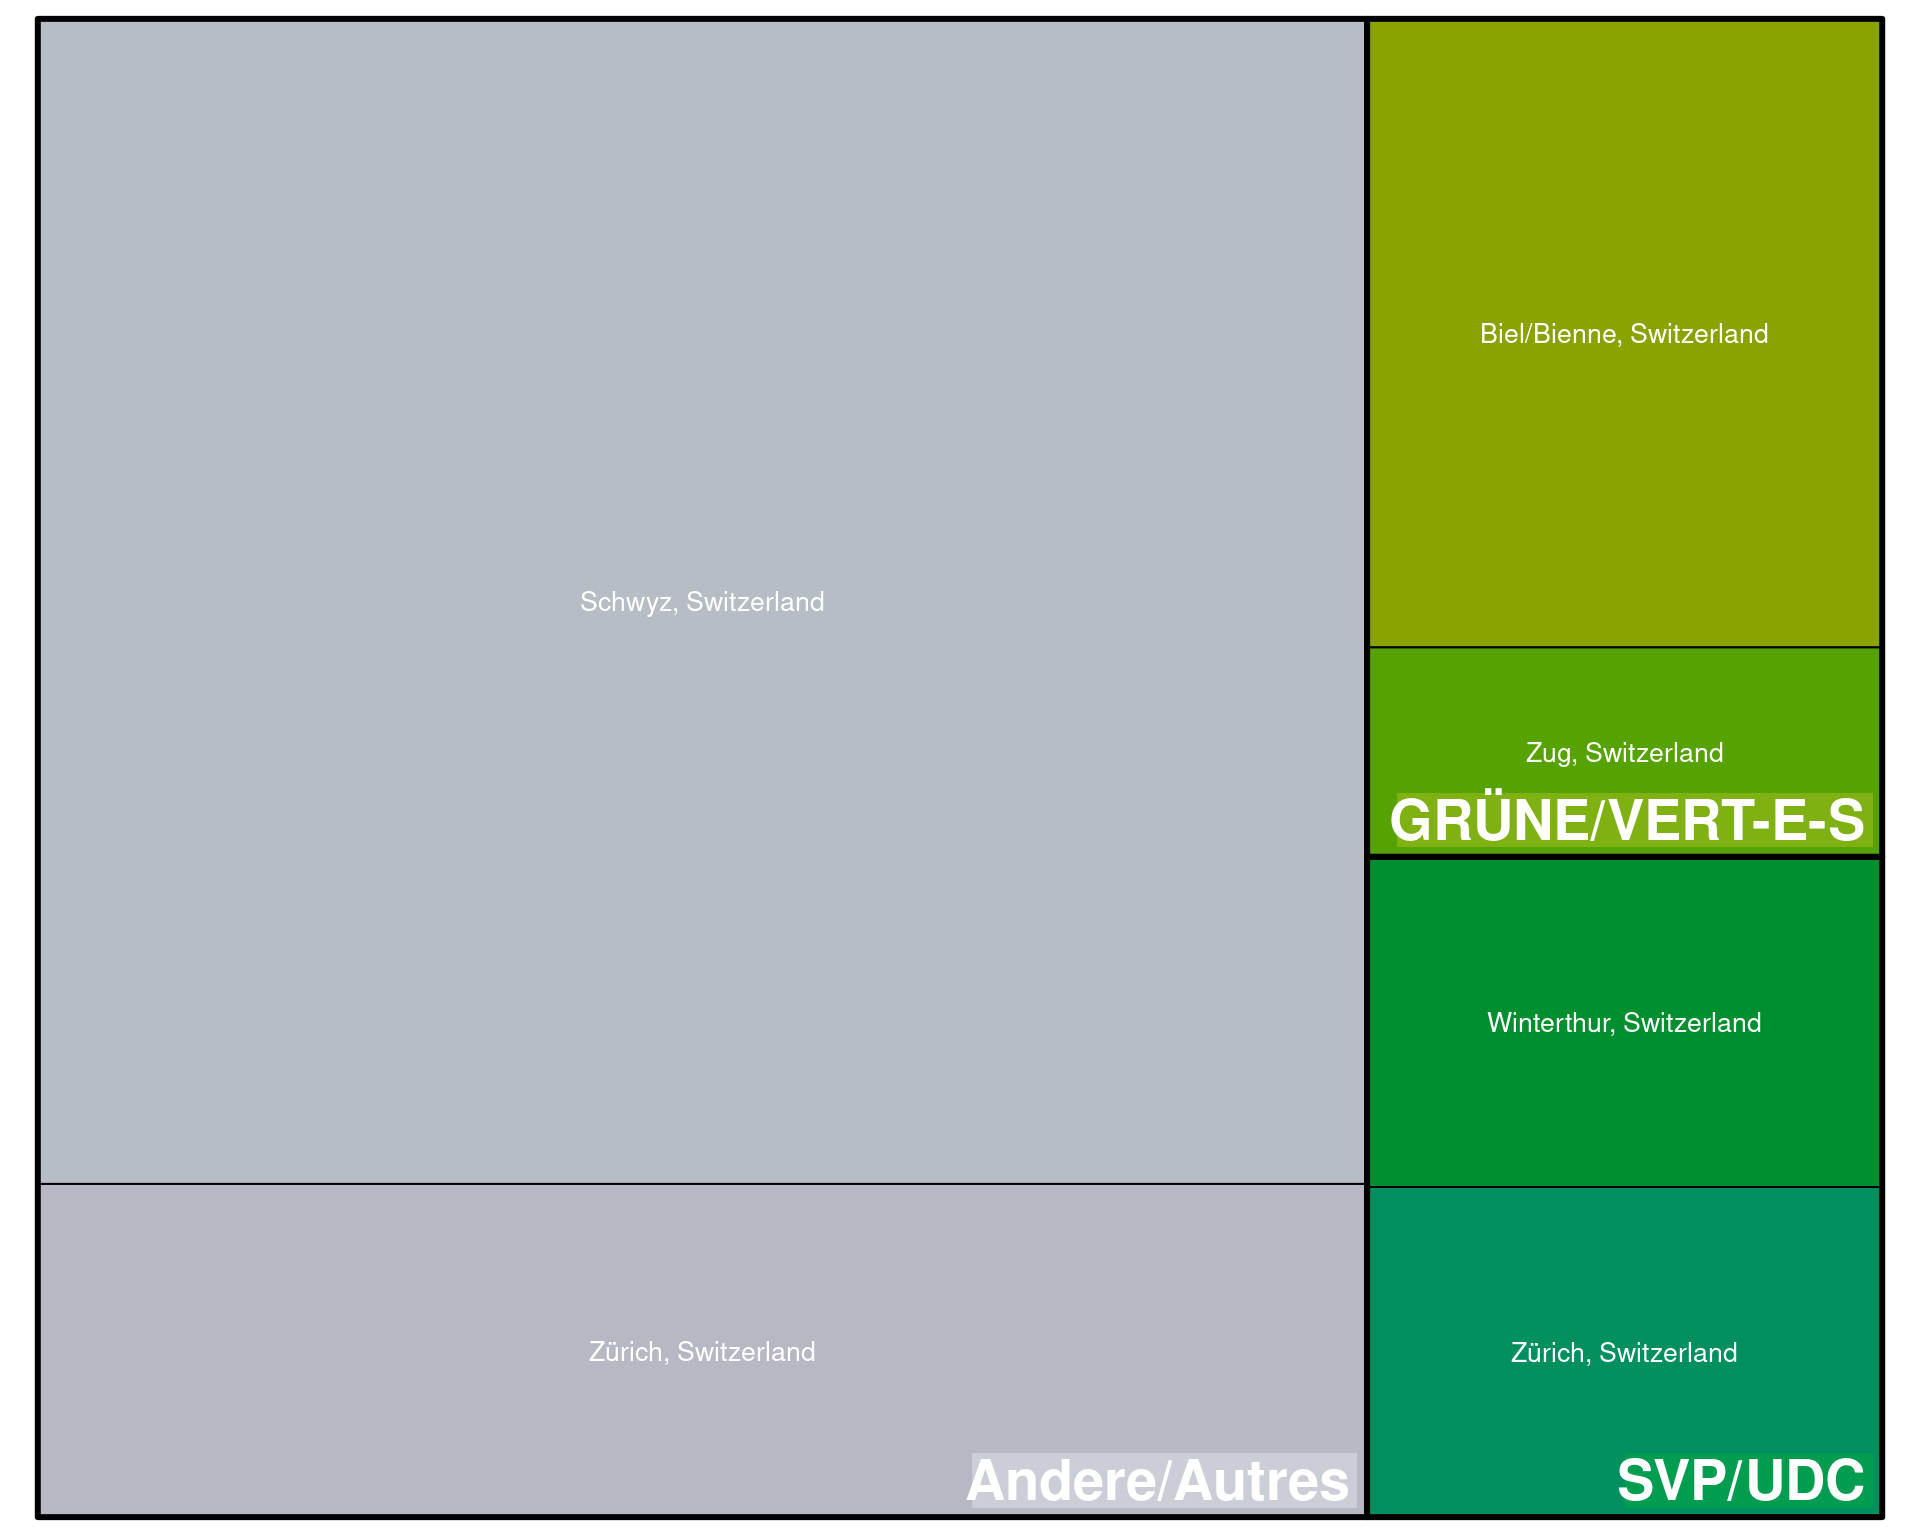 Schwyz, Switzerland
Zürich, Switzerland
Andere/Autres
Biel/Bienne, Switzerland
Zug, Switzerland
GRÜNE/VERT-E-S
Winterthur, Switzerland
Zürich, Switzerland
SVP/UDC